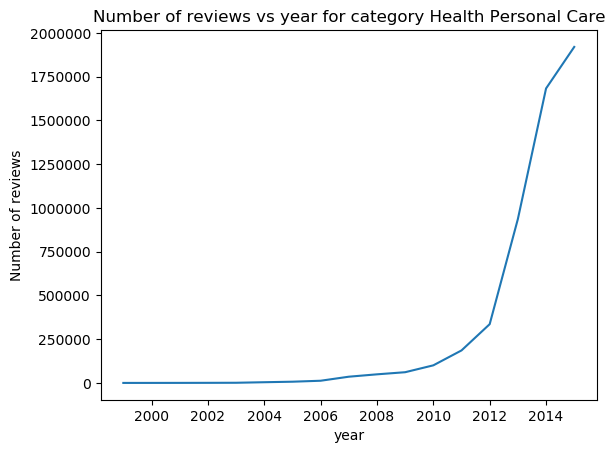 Number of reviews vs year for category Health Personal Care
2000000
1750000
1500000
1250000
1000000
750000
500000
250000
0
Number of reviews
2000 2002 2004 2006 2008 2010 2012 2014
year